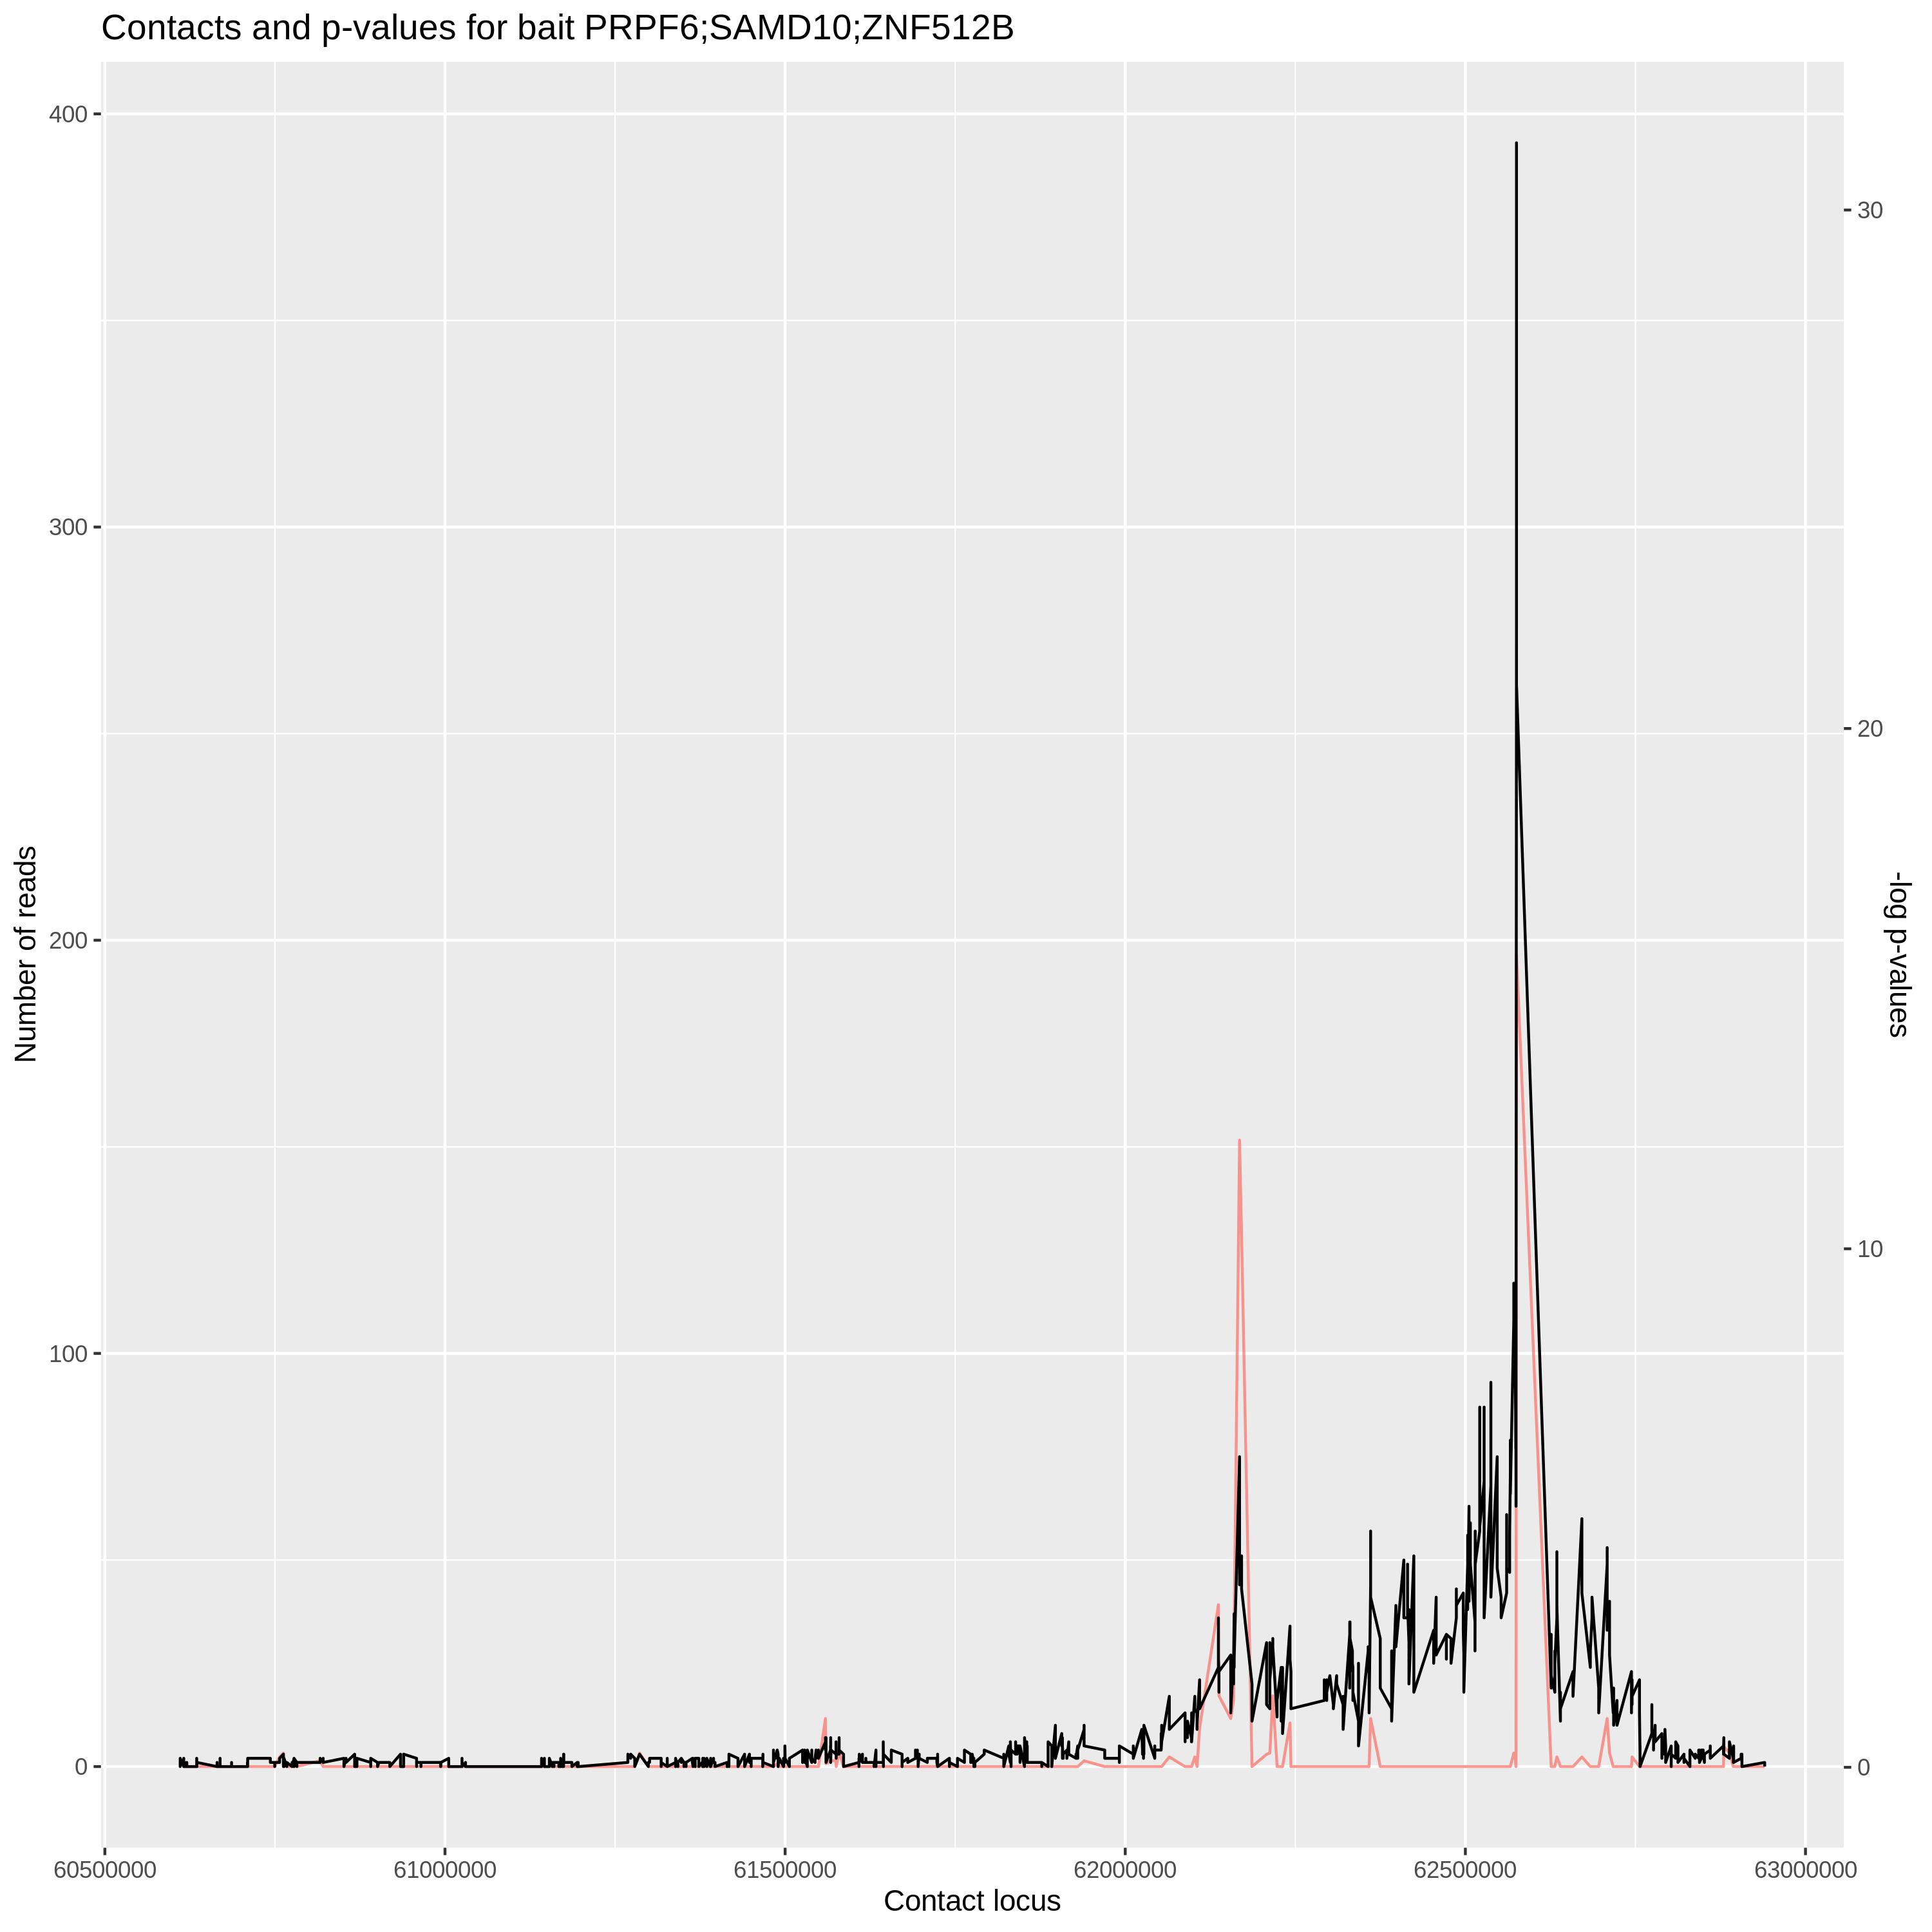 Contacts and p-values for bait PRPF6;SAMD10;ZNF512B
400
300
200
100
0
Number of reads
30
20
10
0
-log p-values
60500000 61000000 61500000 62000000 62500000 63000000
Contact locus